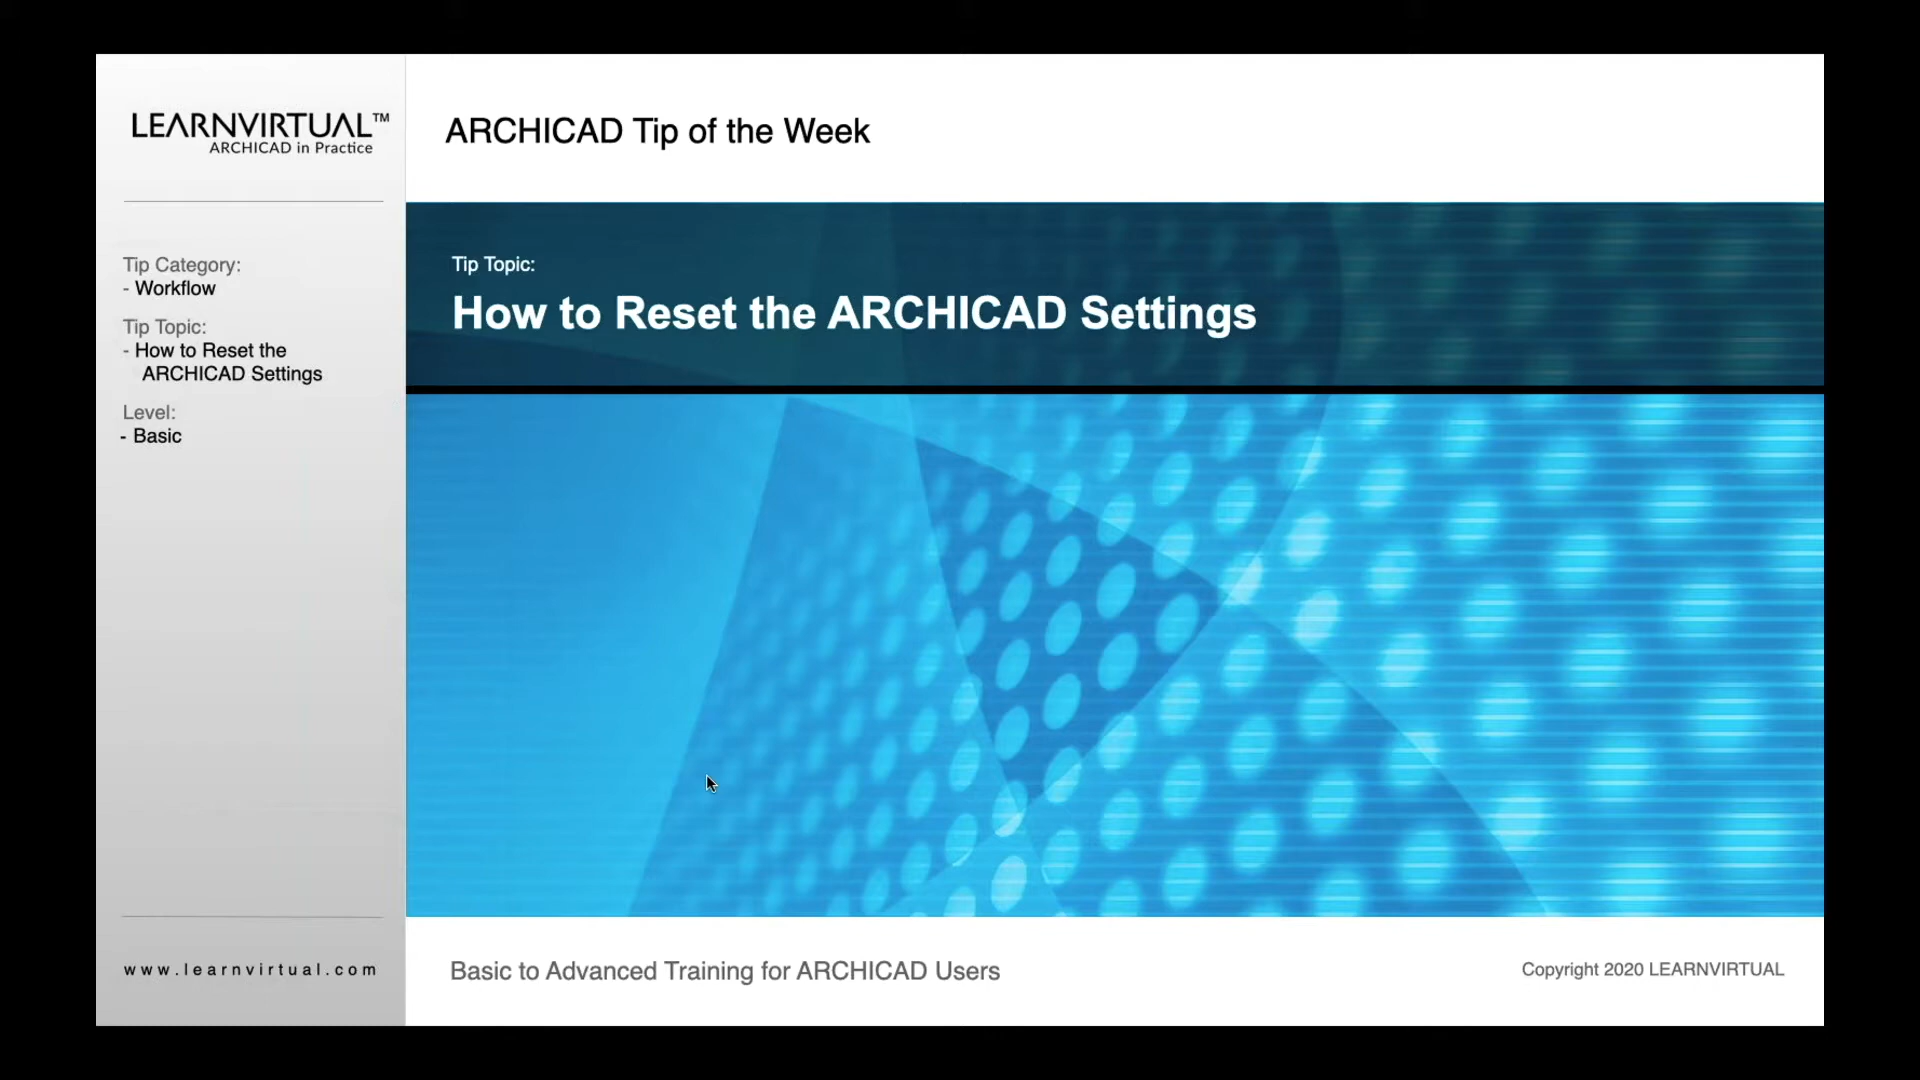 LEARNVIRTUAL™
ARCHICAD in Practice
Tip Category:
- Workflow
Tip Topic:
- How to Reset the
ARCHICAD Settings
Level:
- Basic
www.learnvirtual.com
ARCHICAD Tip of the Week
Tip Topic:
How to Reset the ARCHICAD Settings
Basic to Advanced Training for ARCHICAD Users
Copyright 2020 LEARNVIRTUAL